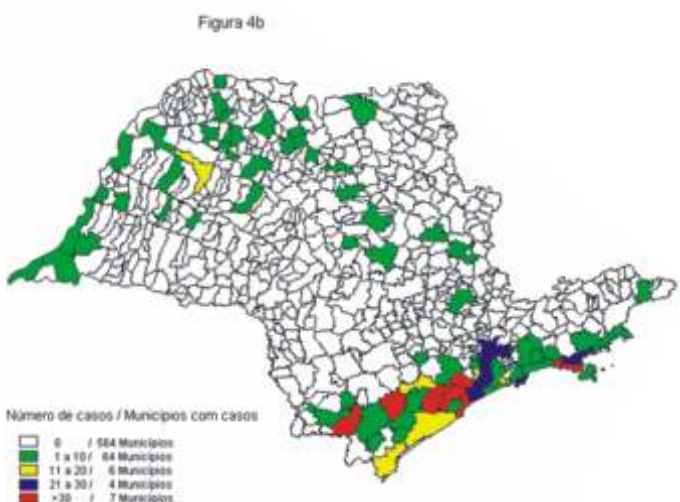 Figura 4b
Número de casos / Municípios com casos
0 / 564 Municípios
1 a 10 / 64 Municípios
11 a 20 / 6 Municípios
21 a 30 / 4 Municípios
>30 / 7 Municípios